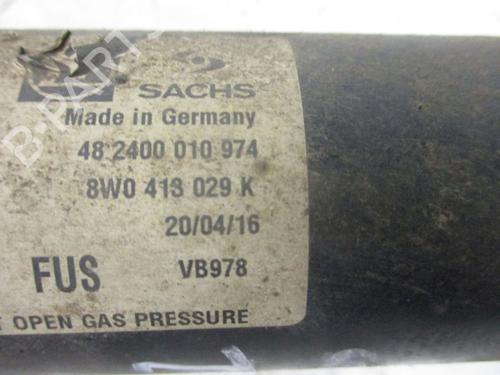 SACHS
Made in Germany
48 2400 010 974
8W0 413 029 K
20/04/16
FUS VB978
OPEN GAS PRESSURE
B-PARTS